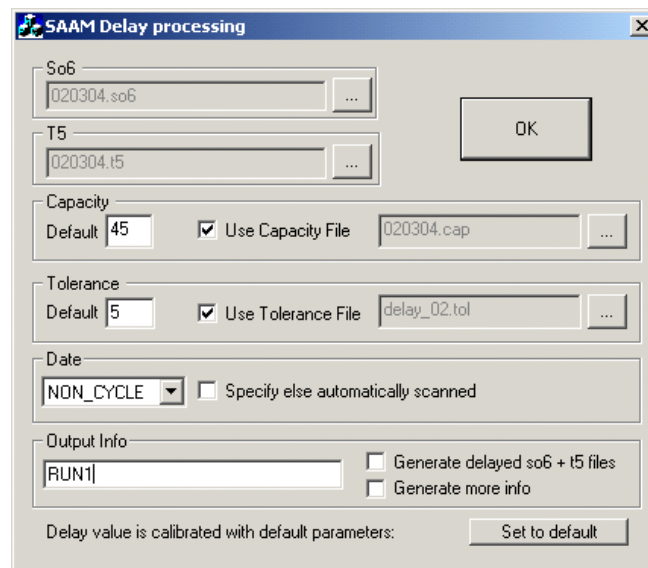 SAAM Delay processing
So6
020304.so6
...
OK
T5
020304.t5
...
Capacity
Default 45 Use Capacity File 020304.cap ...
Tolerance
Default 5 Use Tolerance File delay_02.tol ...
Date
NON_CYCLE Specify else automatically scanned
Output Info
RUN1
Generate delayed so6 + t5 files
Generate more info
Delay value is calibrated with default parameters: Set to default